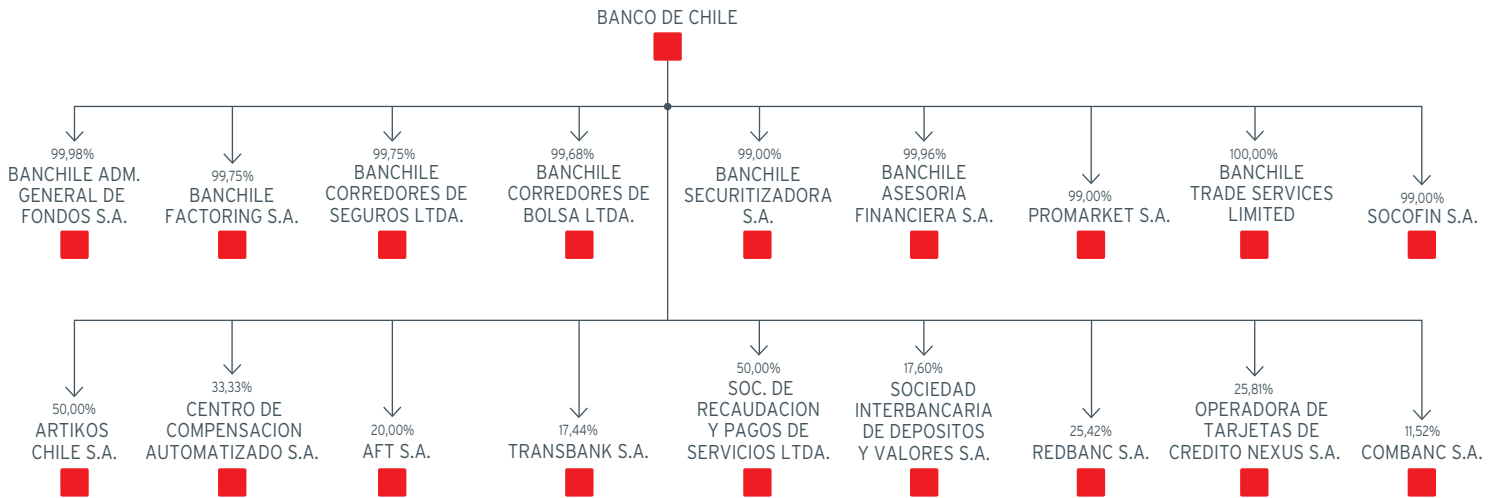 BANCO DE CHILE
99,98%
BANCHILE ADM.
GENERAL DE
FONDOS S.A.
99,75%
BANCHILE
FACTORING S.A.
99,75%
BANCHILE
CORREDORES DE
SEGUROS LTDA.
99,68%
BANCHILE
CORREDORES DE
BOLSA LTDA.
99,00%
BANCHILE
SECURITIZADORA
S.A.
99,96%
BANCHILE
ASESORIA
FINANCIERA S.A.
99,00%
PROMARKET S.A.
100,00%
BANCHILE
TRADE SERVICES
LIMITED
99,00%
SOCOFIN S.A.
50,00%
ARTIKOS
CHILE S.A.
33,33%
CENTRO DE
COMPENSACION
AUTOMATIZADO S.A.
20,00%
AFT S.A.
17,44%
TRANSBANK S.A.
50,00%
SOC. DE
RECAUDACION
Y PAGOS DE
SERVICIOS LTDA.
17,60%
SOCIEDAD
INTERBANCARIA
DE DEPOSITOS
Y VALORES S.A.
25,42%
REDBANC S.A.
25,81%
OPERADORA DE
TARJETAS DE
CREDITO NEXUS S.A.
11,52%
COMBANC S.A.